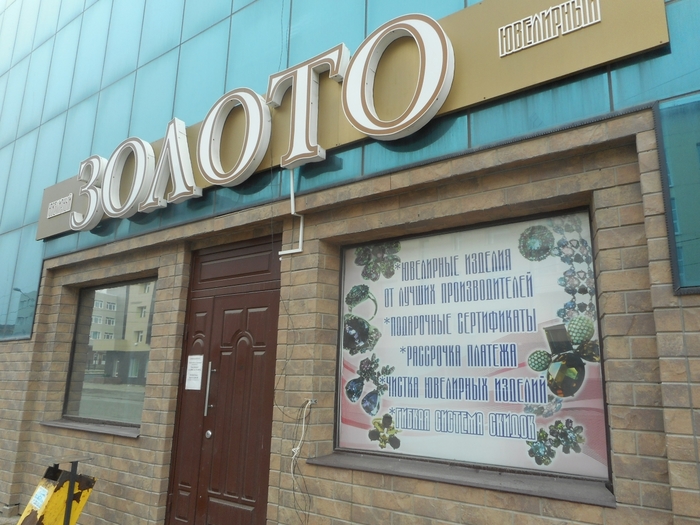 ЗОЛОТО
ЮВЕЛИРНЫЙ
*ЮВЕЛИРНЫЕ ИЗДЕЛИЯ
ОТ ЛУЧШИХ ПРОИЗВОДИТЕЛЕЙ
*ПОДАРОЧНЫЕ СЕРТИФИКАТЫ
*РАССРОЧКА ПЛАТЕЖА
*ЧИСТКА ЮВЕЛИРНЫХ ИЗДЕЛИЙ
*ГИБКАЯ СИСТЕМА СКИДОК